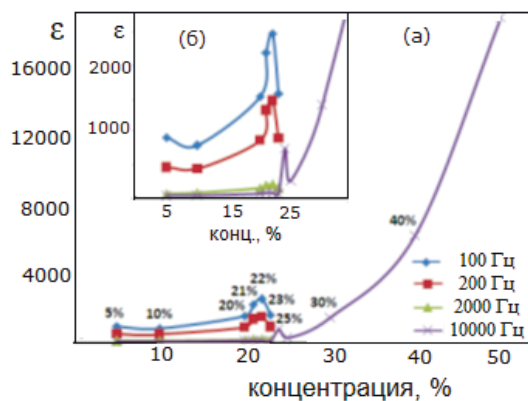 ε
ε
(б)
(а)
16000
2000
12000
1000
8000
5
15
25
конц., %
4000
40%
30%
5%
10%
20%
21%
22%
23%
25%
100 Гц
200 Гц
2000 Гц
10000 Гц
10
20
30
40
50
концентрация, %